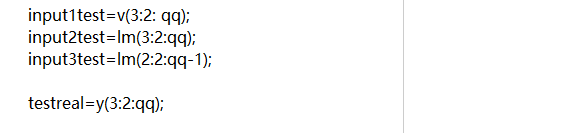 input1test=v(3:2: qq);
input2test=lm(3:2:qq);
input3test=lm(2:2:qq-1);
testreal=y(3:2:qq);